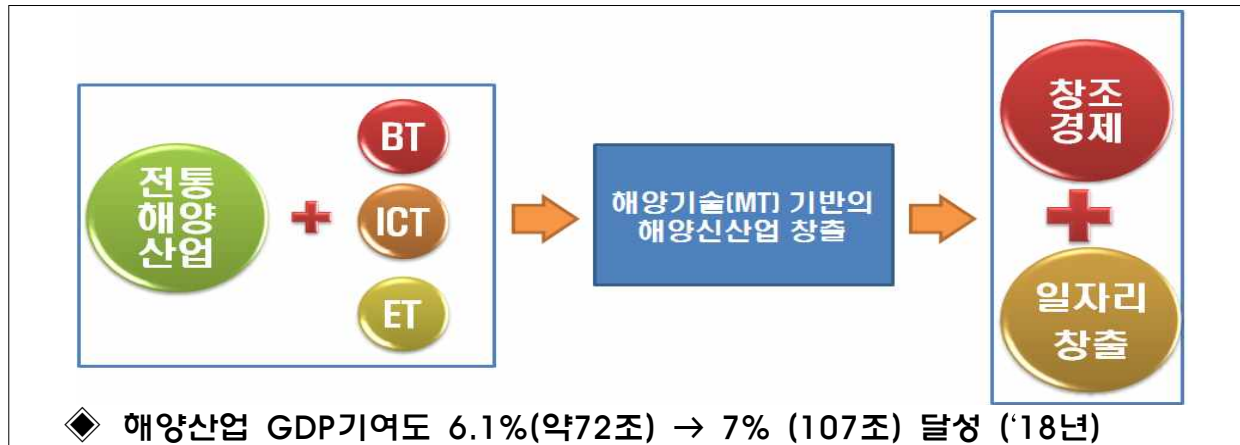 전통
해양
산업
+
BT
ICT
ET
해양기술(MT) 기반의
해양신산업 창출
창조
경제
+
일자리
창출
◈ 해양산업 GDP기여도 6.1%(약72조) → 7% (107조) 달성 (‘18년)